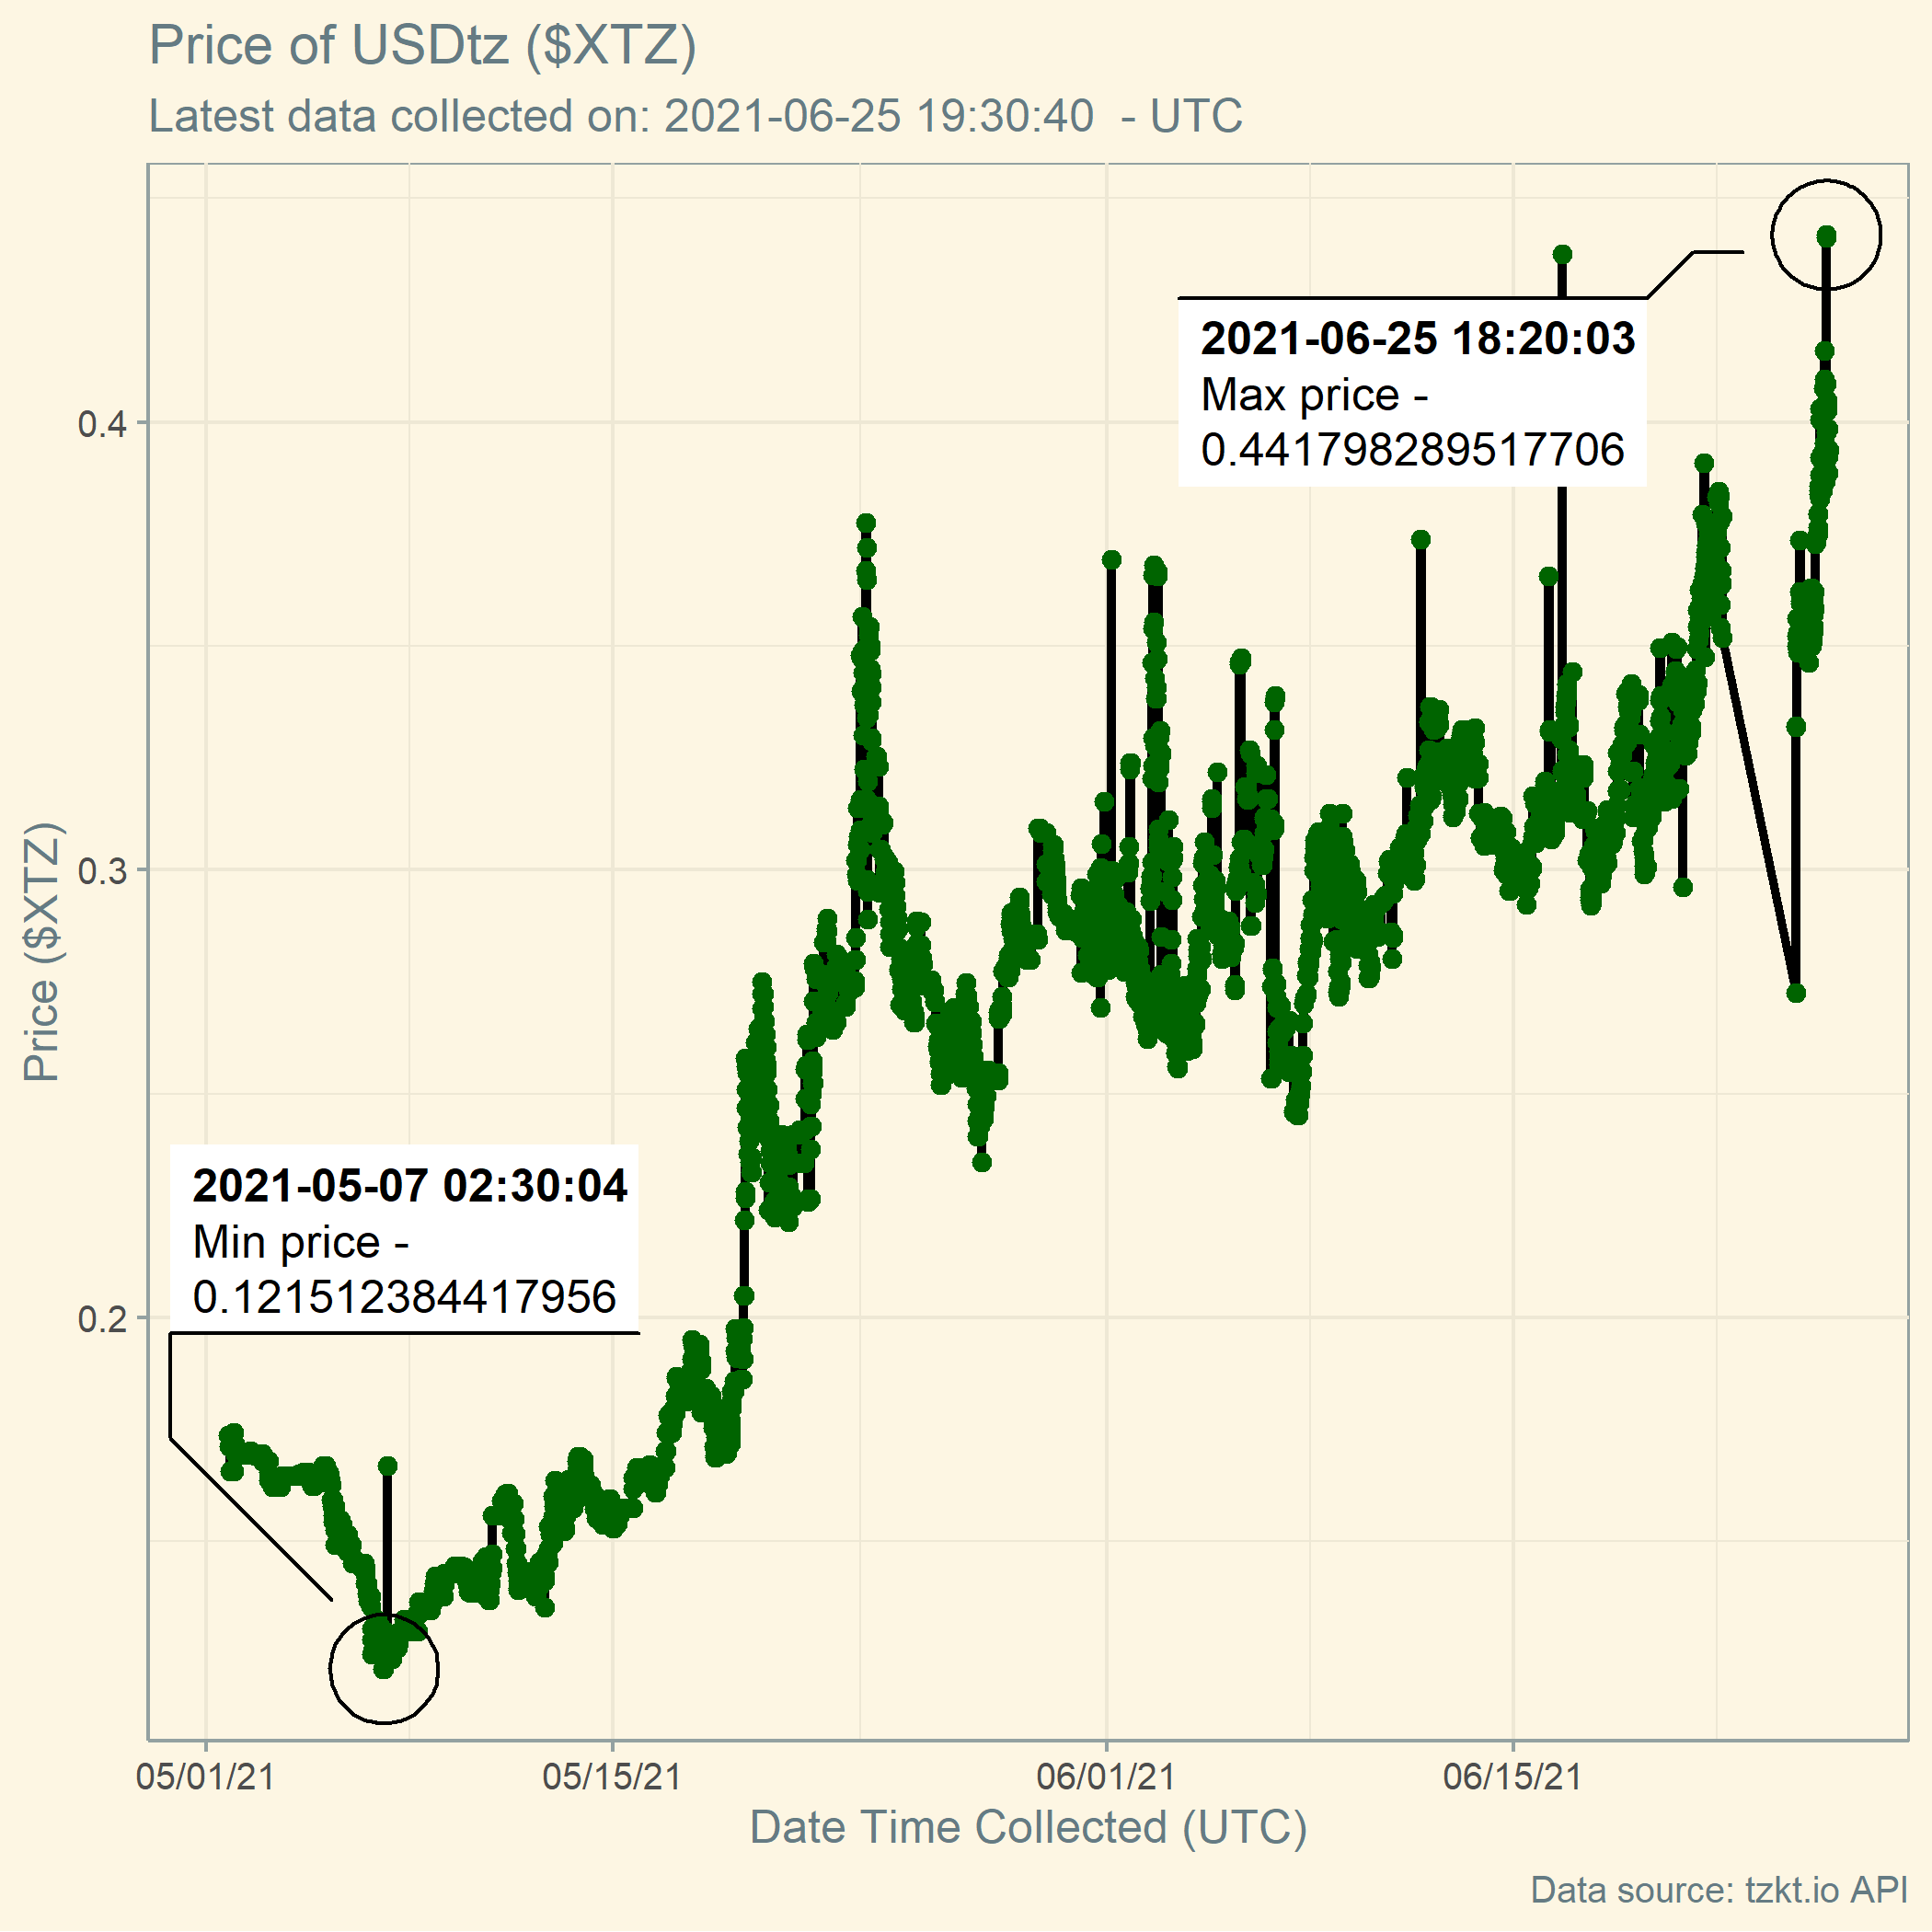 Price of USDtz ($XTZ)
Latest data collected on: 2021-06-25 19:30:40  - UTC
2021-06-25 18:20:03
Max price -
0.441798289517706
0.4
0.3
0.2
Price ($XTZ)
2021-05-07 02:30:04
Min price -
0.121512384417956
05/01/21
05/15/21
06/01/21
06/15/21
Date Time Collected (UTC)
Data source: tzkt.io API